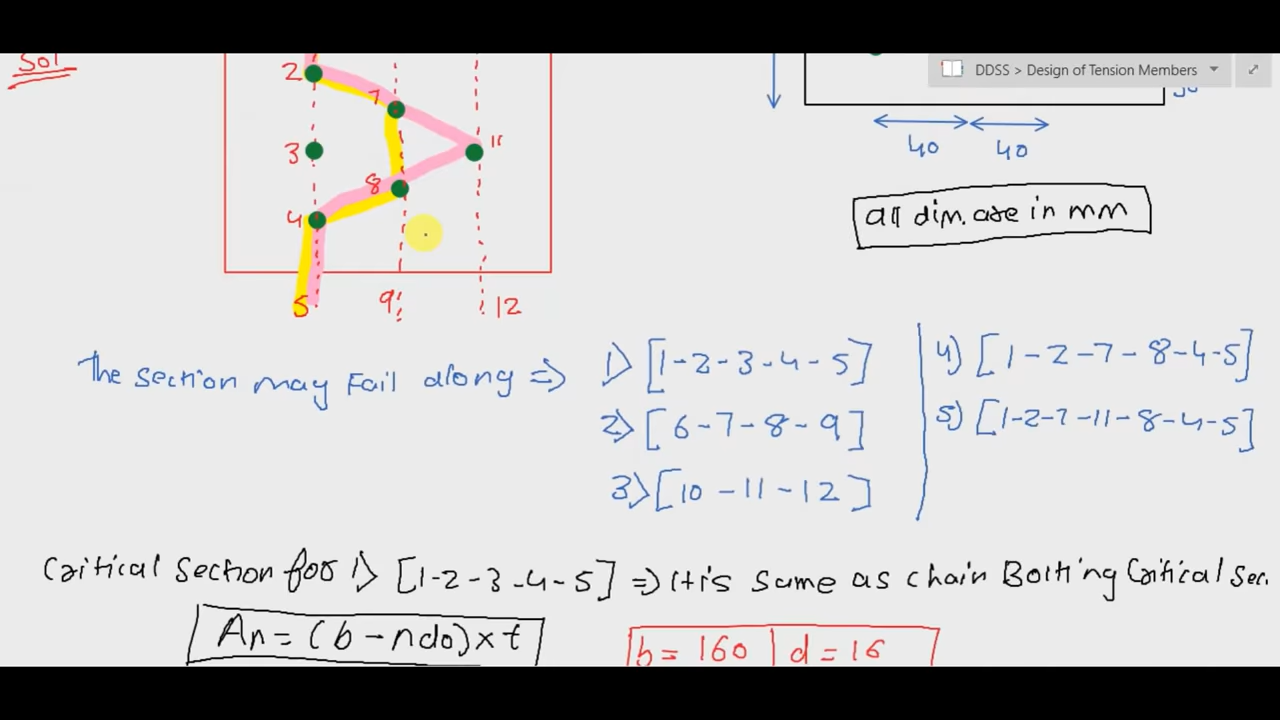 Sol
DDSS > Design of Tension Members
2
7
3
11
8
4
5
9
12
40
40
all dim. are in mm
The section may Fail along ⇒
1) [1-2-3-4-5]
2) [6-7-8-9]
3) [10-11-12]
4) [1-2-7-8-4-5]
5) [1-2-7-11-8-4-5]
Critical Section for 1) [1-2-3-4-5] ⇒ It is same as chain Bolting Critical Sec.
An = (b - ndo) x t
b = 160 | d = 16